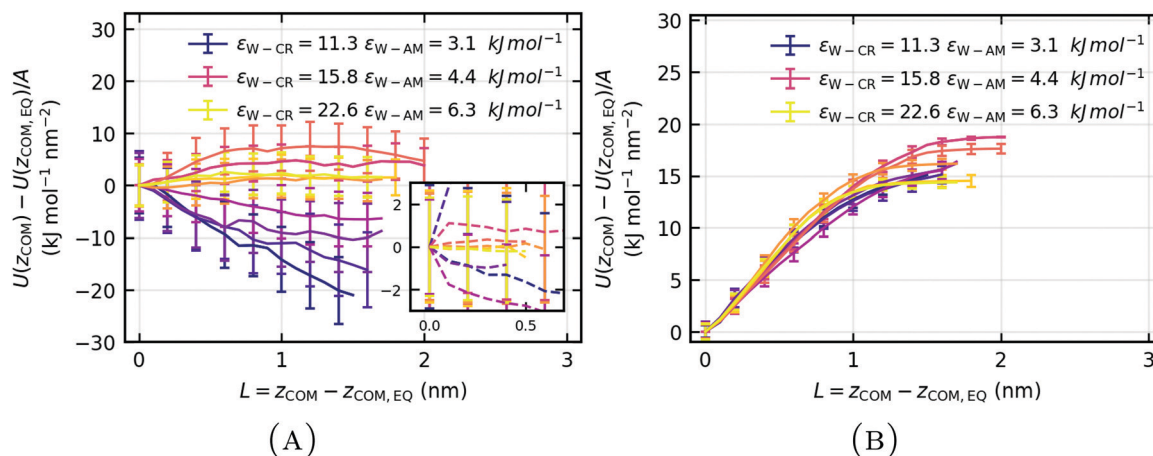 30
20
10
0
−10
−20
−30
U(z_COM) − U(z_COM, EQ)/A
(kJ mol⁻¹ nm⁻²)
ε_W−CR = 11.3 ε_W−AM = 3.1 kJ mol⁻¹
ε_W−CR = 15.8 ε_W−AM = 4.4 kJ mol⁻¹
ε_W−CR = 22.6 ε_W−AM = 6.3 kJ mol⁻¹
2
0
−2
0.0 0.5
0 1 2 3
L = z_COM − z_COM, EQ (nm)
(A)
30
25
20
15
10
5
0
U(z_COM) − U(z_COM, EQ)/A
(kJ mol⁻¹ nm⁻²)
ε_W−CR = 11.3 ε_W−AM = 3.1 kJ mol⁻¹
ε_W−CR = 15.8 ε_W−AM = 4.4 kJ mol⁻¹
ε_W−CR = 22.6 ε_W−AM = 6.3 kJ mol⁻¹
0 1 2 3
L = z_COM − z_COM, EQ (nm)
(B)